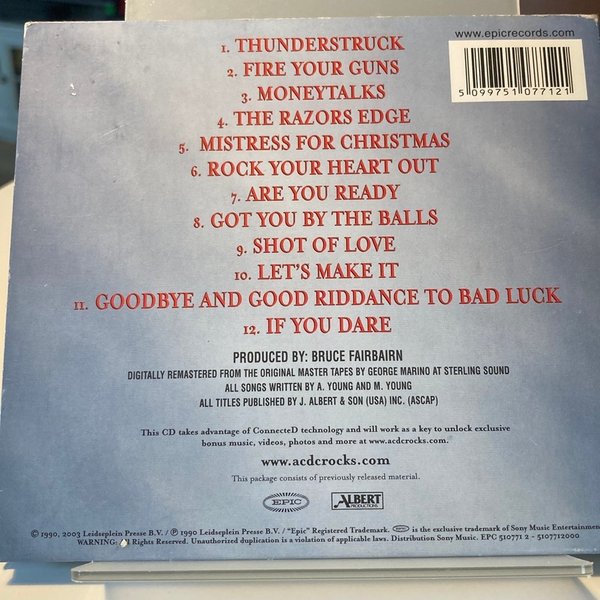 www.epicrecords.com
5 099751 077121
1. THUNDERSTRUCK
2. FIRE YOUR GUNS
3. MONEYTALKS
4. THE RAZORS EDGE
5. MISTRESS FOR CHRISTMAS
6. ROCK YOUR HEART OUT
7. ARE YOU READY
8. GOT YOU BY THE BALLS
9. SHOT OF LOVE
10. LET'S MAKE IT
11. GOODBYE AND GOOD RIDDANCE TO BAD LUCK
12. IF YOU DARE
PRODUCED BY: BRUCE FAIRBAIRN
DIGITALLY REMASTERED FROM THE ORIGINAL MASTER TAPES BY GEORGE MARINO AT STERLING SOUND
ALL SONGS WRITTEN BY A. YOUNG AND M. YOUNG
ALL TITLES PUBLISHED BY J. ALBERT & SON (USA) INC. (ASCAP)
This CD takes advantage of ConnecteD technology and will work as a key to unlock exclusive
bonus music, videos, photos and more at www.acdcrocks.com.
www.acdcrocks.com
This package consists of previously released material.
EPIC ALBERT PRODUCTIONS
© 1990, 2003 Leidseplein Presse B.V. / ℗ 1990 Leidseplein Presse B.V. / "Epic" Registered Trademark. EPIC is the exclusive trademark of Sony Music Entertainmen
WARNING: All Rights Reserved. Unauthorized duplication is a violation of applicable laws. Distribution Sony Music. EPC 510771 2 - 5107712000